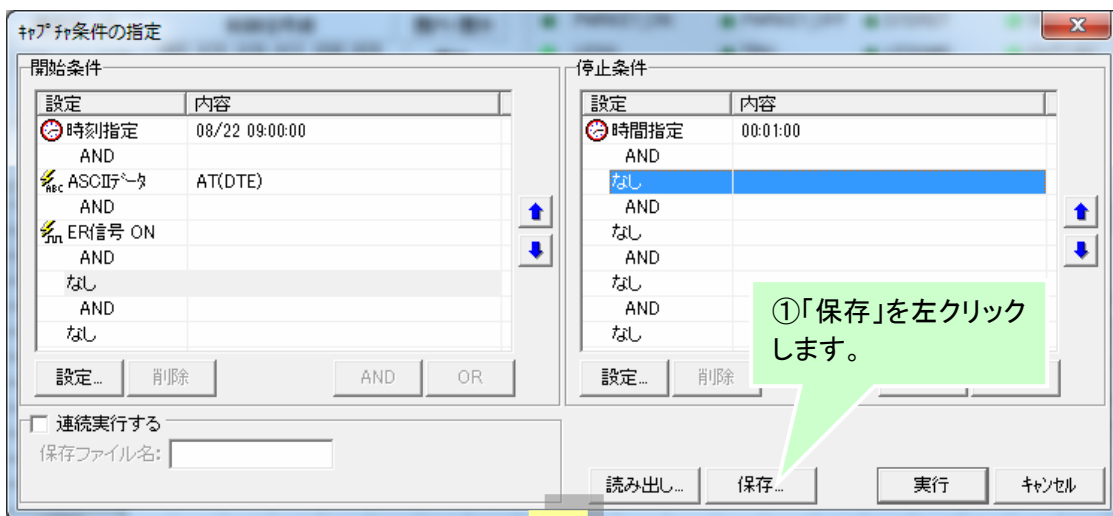 ｷｬﾌﾟﾁｬ条件の指定
開始条件
設定 内容
時刻指定 08/22 09:00:00
AND
ABC ASCIIﾃﾞｰﾀ AT(DTE)
AND
ER信号 ON
AND
なし
AND
なし
設定... 削除 AND OR
連続実行する
保存ファイル名:
停止条件
設定 内容
時間指定 00:01:00
AND
なし
AND
なし
AND
なし
AND
なし
設定... 削除
①「保存」を左クリック
します。
読み出し... 保存... 実行 ｷｬﾝｾﾙ